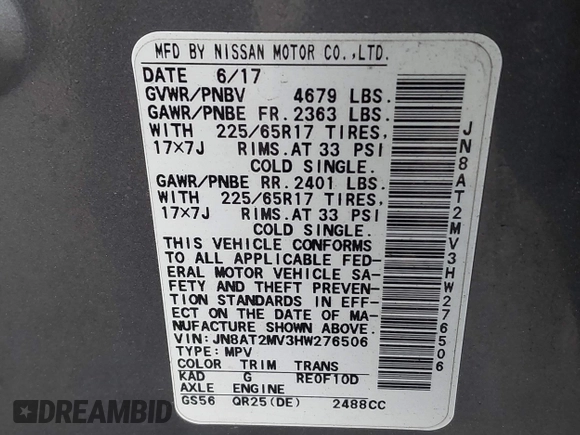 MFD BY NISSAN MOTOR CO.,LTD.
DATE 6/17
GVWR/PNBV 4679 LBS.
GAWR/PNBE FR. 2363 LBS.
WITH 225/65R17 TIRES,
17×7J RIMS. AT 33 PSI
COLD SINGLE.
GAWR/PNBE RR. 2401 LBS.
WITH 225/65R17 TIRES,
17×7J RIMS. AT 33 PSI
COLD SINGLE.
THIS VEHICLE CONFORMS
TO ALL APPLICABLE FED-
ERAL MOTOR VEHICLE SA-
FETY AND THEFT PREVEN-
TION STANDARDS IN EFF-
ECT ON THE DATE OF MA-
NUFACTURE SHOWN ABOVE.
VIN: JN8AT2MV3HW276506
TYPE: MPV
COLOR TRIM TRANS
KAD G RE0F10D
AXLE ENGINE
GS56 QR25(DE) 2488CC
JN8AT2MV3HW276506
DREAMBID